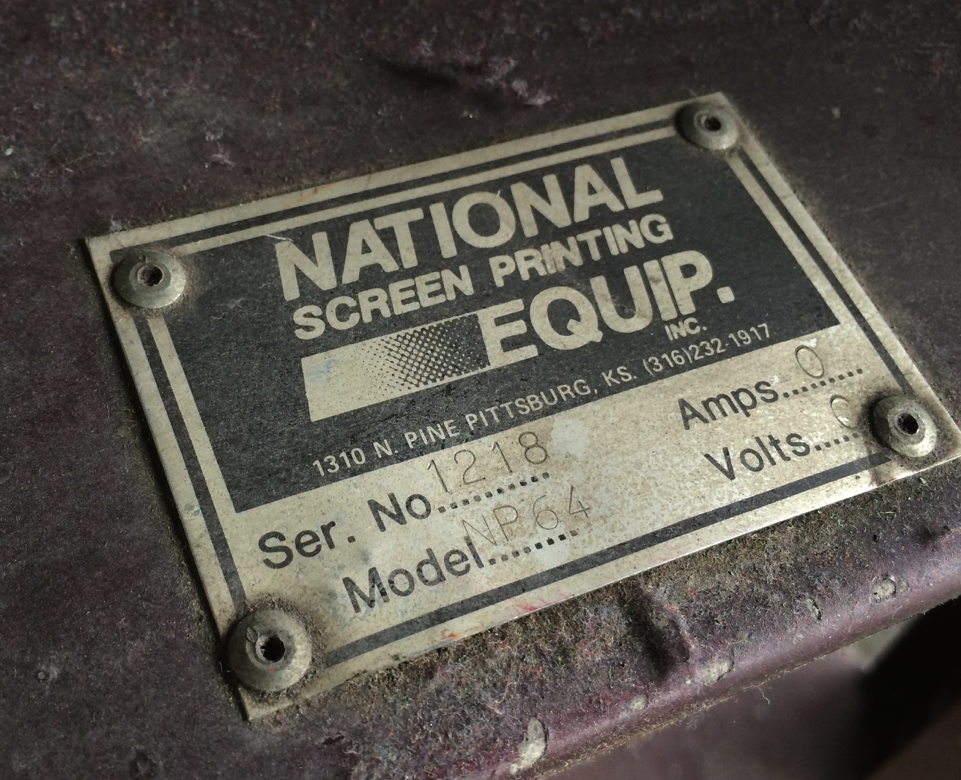 NATIONAL
SCREEN PRINTING
EQUIP.
INC.
1310 N. PINE PITTSBURG, KS. (316)232-1917
Amps.......0
Volts.....
Ser. No.......... 1218
Model........ NP64